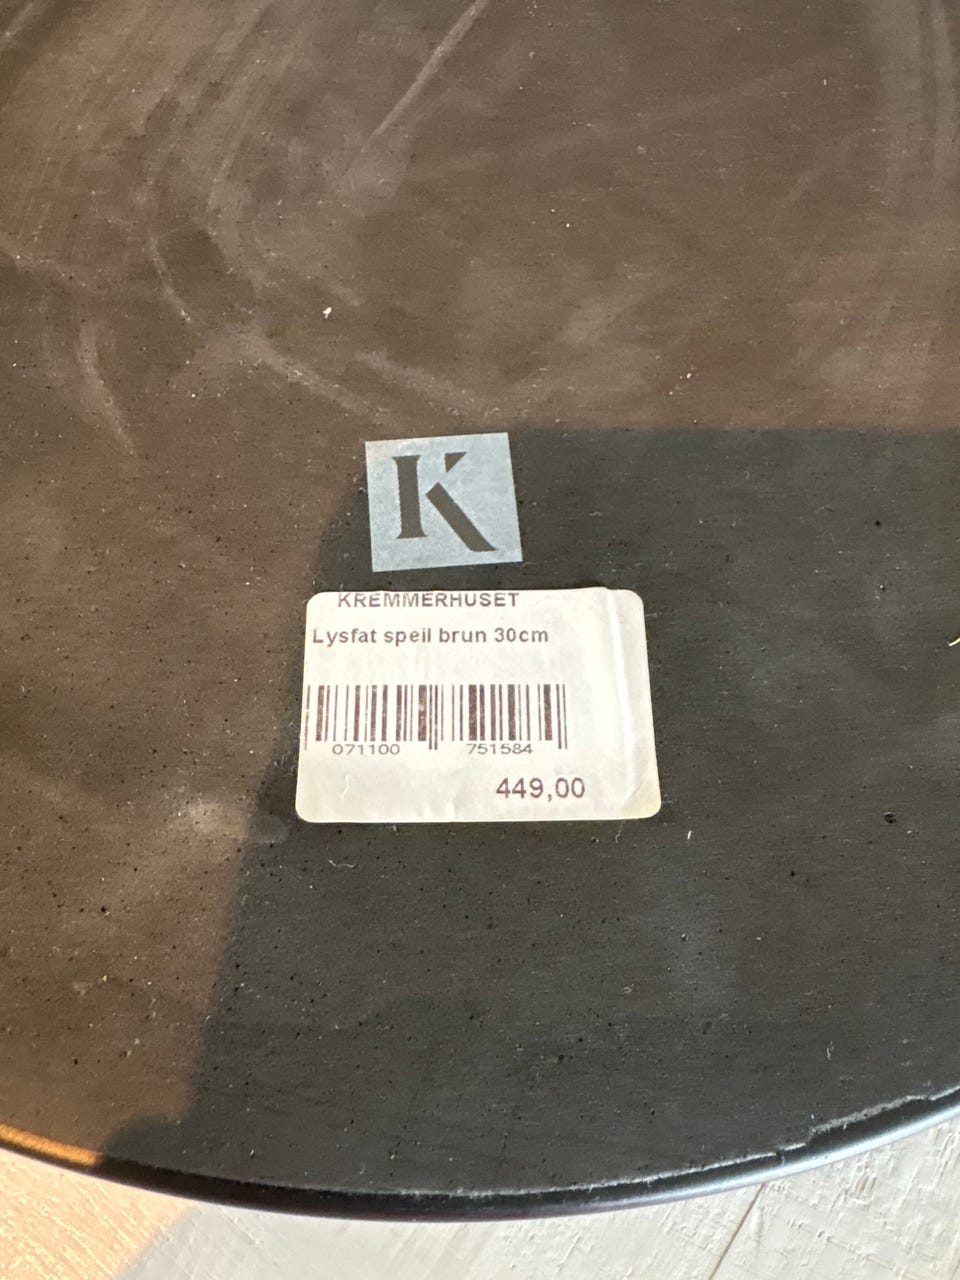 K
KREMMERHUSET
Lysfat speil brun 30cm
071100 751584
449,00